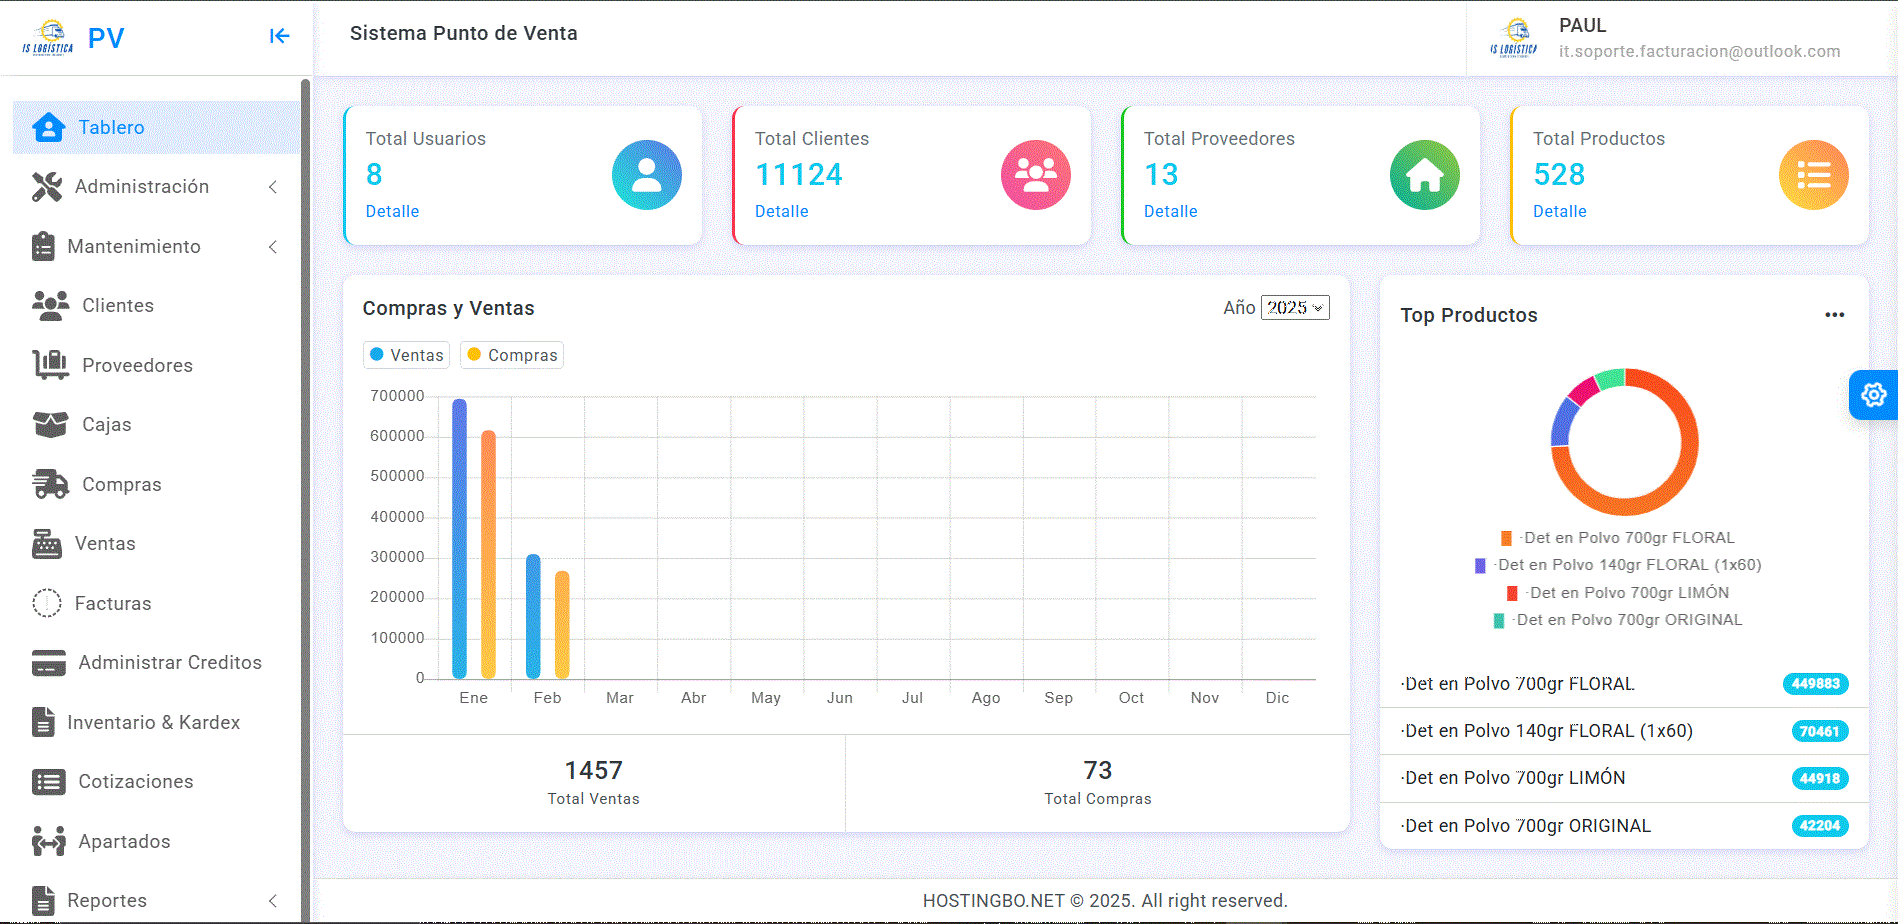 IS LOGÍSTICA
PV
Sistema Punto de Venta
IS LOGÍSTICA
PAUL
it.soporte.facturacion@outlook.com
Tablero
Administración
Mantenimiento
Clientes
Proveedores
Cajas
Compras
Ventas
Facturas
Administrar Creditos
Inventario & Kardex
Cotizaciones
Apartados
Reportes
Total Usuarios
8
Detalle
Total Clientes
11124
Detalle
Total Proveedores
13
Detalle
Total Productos
528
Detalle
Compras y Ventas
Año 2025
Ventas Compras
700000
600000
500000
400000
300000
200000
100000
0
Ene Feb Mar Abr May Jun Jul Ago Sep Oct Nov Dic
1457
Total Ventas
73
Total Compras
Top Productos
·Det en Polvo 700gr FLORAL
·Det en Polvo 140gr FLORAL (1x60)
·Det en Polvo 700gr LIMÓN
·Det en Polvo 700gr ORIGINAL
·Det en Polvo 700gr FLORAL. 449883
·Det en Polvo 140gr FLORAL (1x60) 70461
·Det en Polvo 700gr LIMÓN 44918
·Det en Polvo 700gr ORIGINAL 42204
HOSTINGBO.NET © 2025. All right reserved.